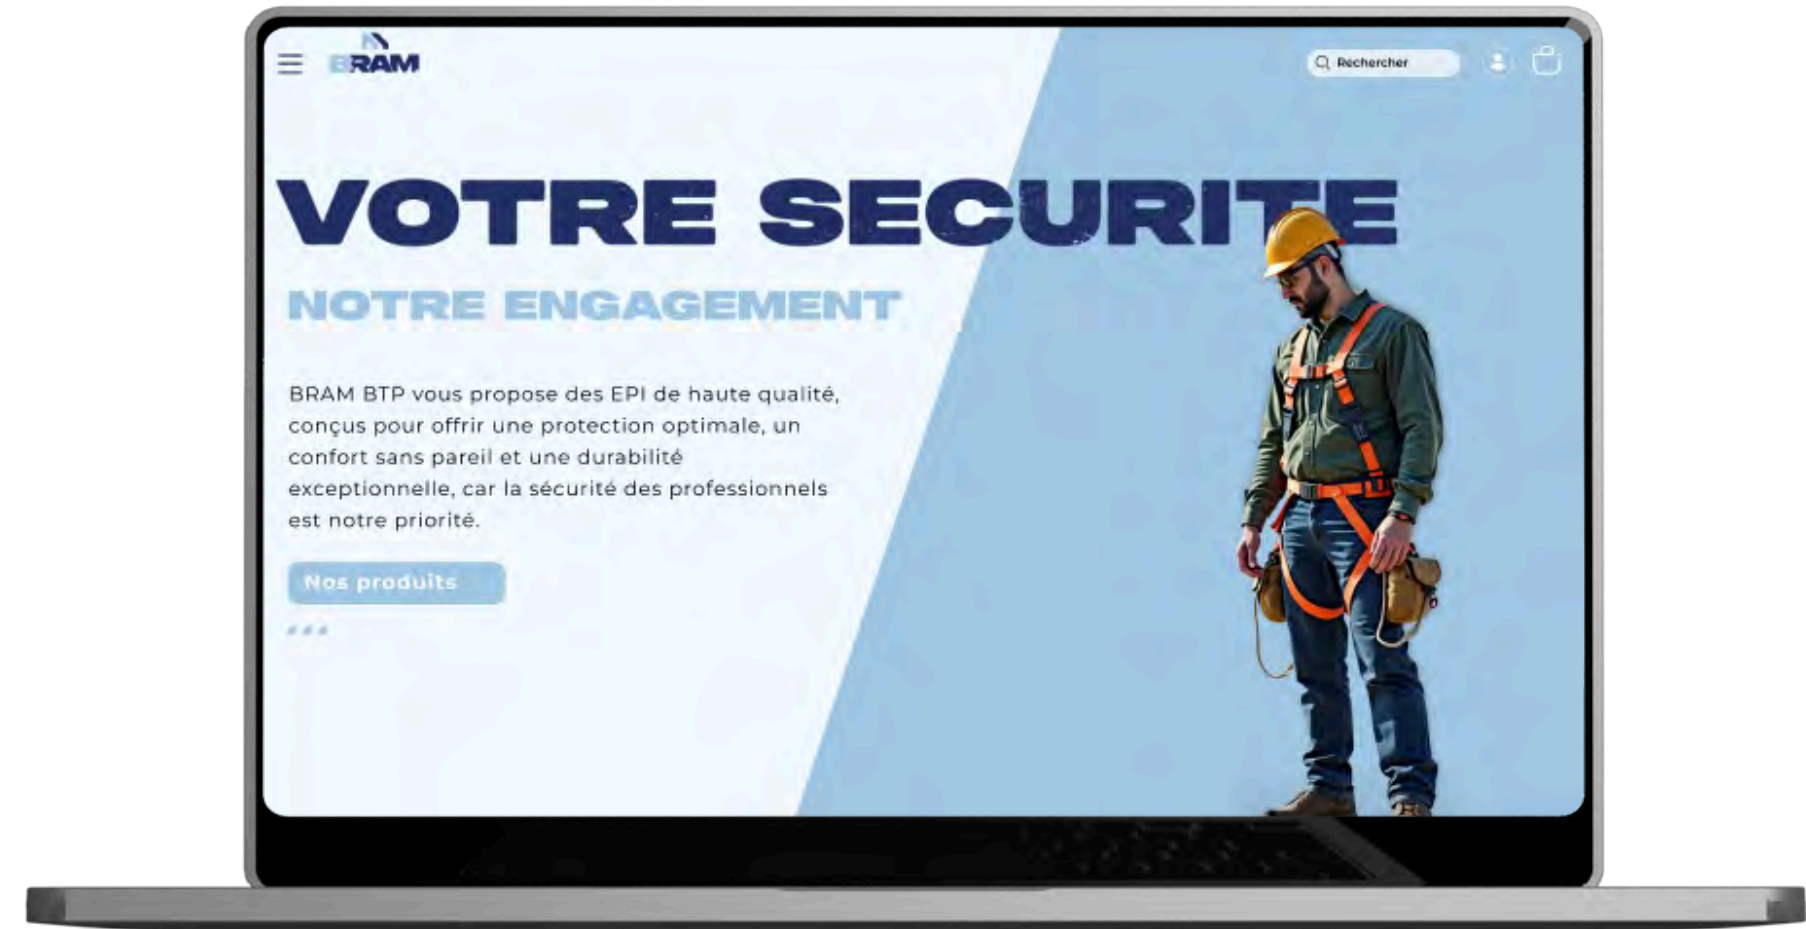 BRAM
Rechercher
VOTRE SECURITE
NOTRE ENGAGEMENT
BRAM BTP vous propose des EPI de haute qualité,
conçus pour offrir une protection optimale, un
confort sans pareil et une durabilité
exceptionnelle, car la sécurité des professionnels
est notre priorité.
Nos produits